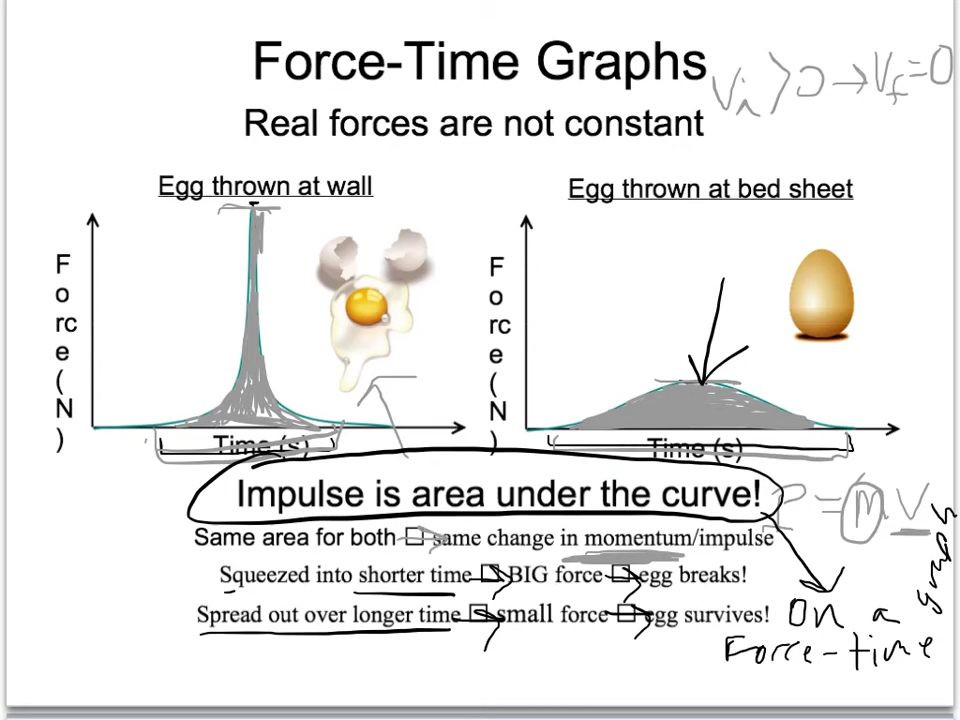 Force-Time Graphs
Vi > 0 → Vf = 0
Real forces are not constant
Egg thrown at wall
Force (N)
Time (s)
Egg thrown at bed sheet
Force (N)
Time (s)
Impulse is area under the curve!
P = m V
Same area for both □ same change in momentum/impulse
Squeezed into shorter time □ BIG force □ egg breaks!
Spread out over longer time □ small force □ egg survives!
On a
Force-time
graph